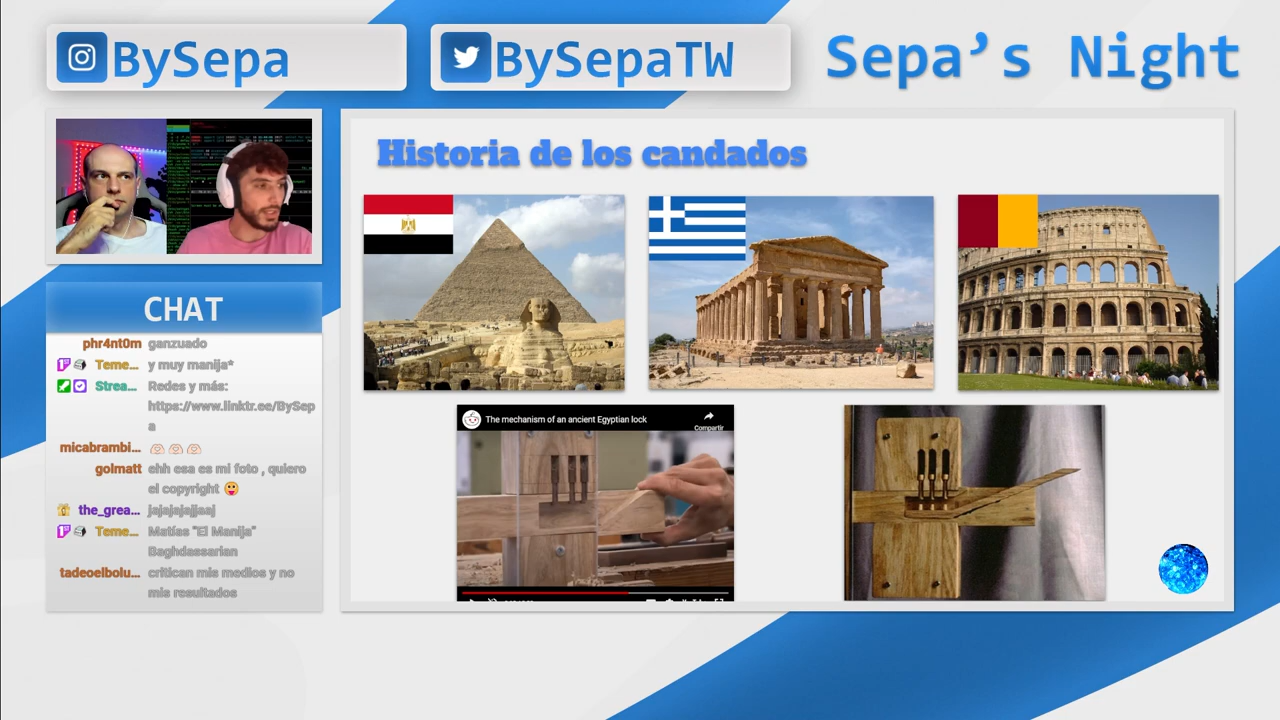 BySepa
BySepaTW
Sepa’s Night
Historia de los candados
CHAT
phr4nt0m ganzuado
Teme... y muy manija*
Strea... Redes y más:
https://www.linktr.ee/BySep
a
micabrambi...
golmatt ehh esa es mi foto , quiero
el copyright
the_grea... jajajajajjaaj
Teme... Matías "El Manija"
Baghdassarian
tadoelbolu... critican mis medios y no
mis resultados
The mechanism of an ancient Egyptian lock
Compartir